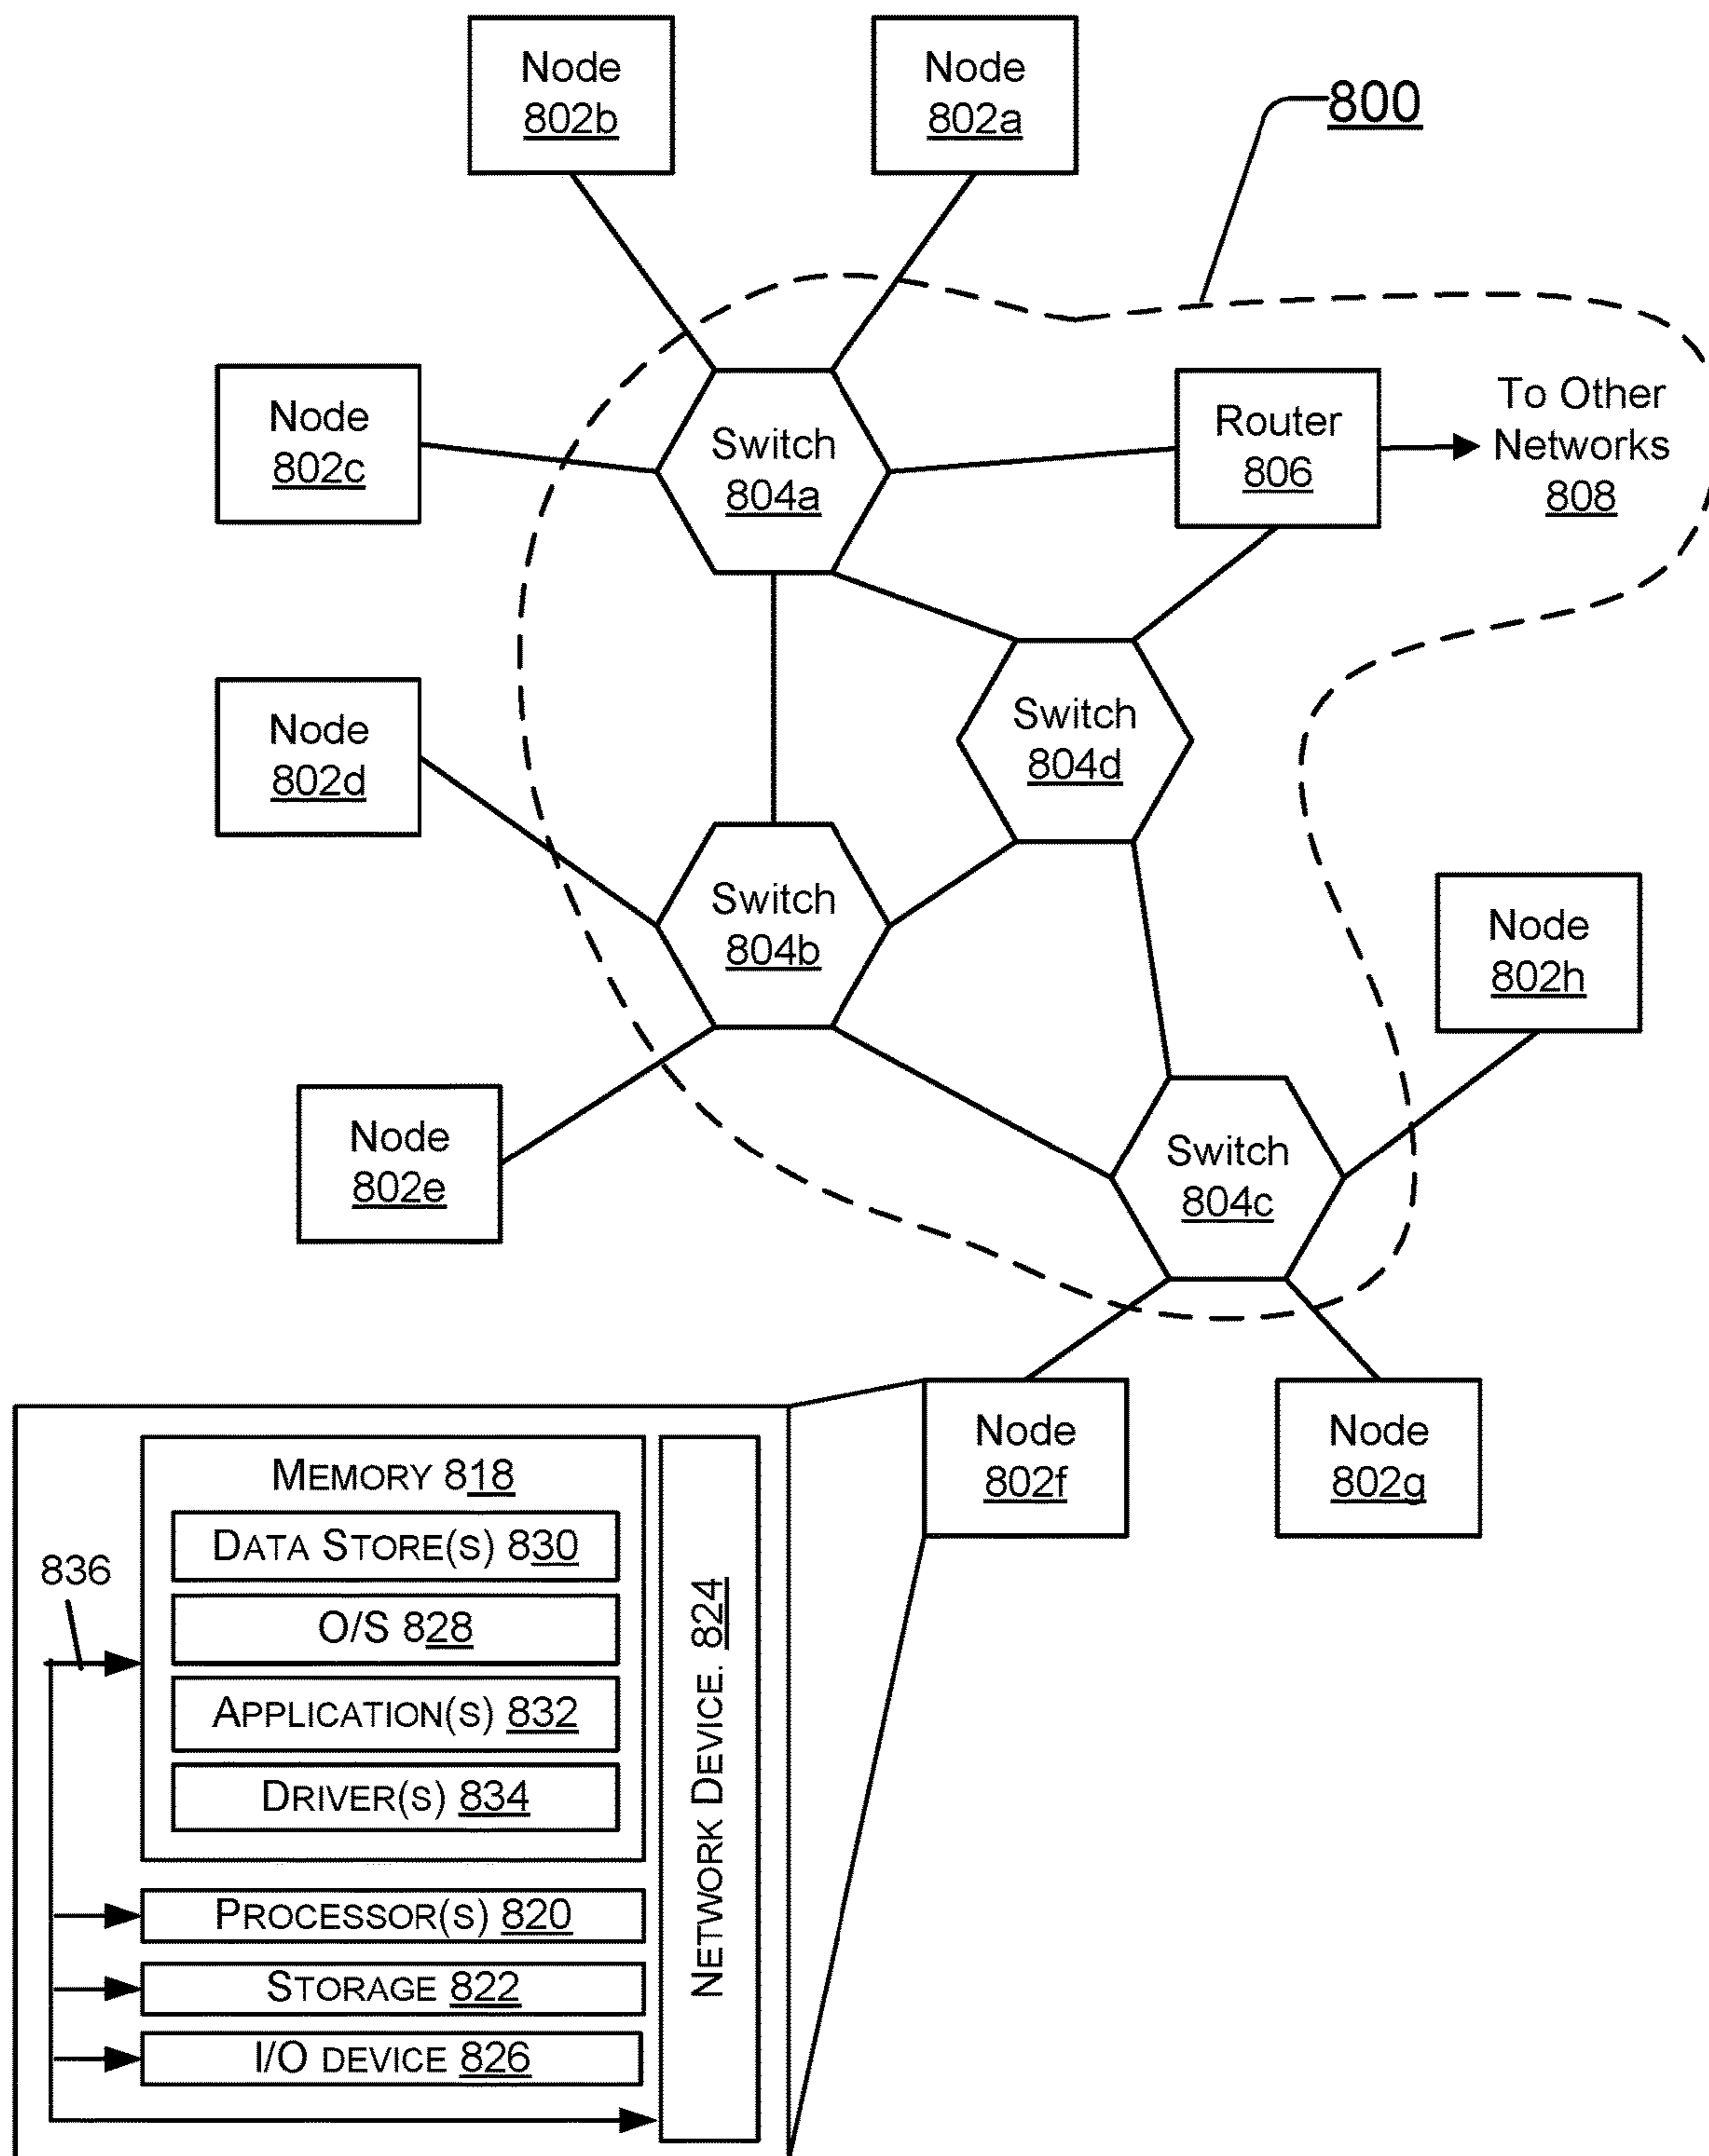 Node
802b
Node
802a
800
Node
802c
Switch
804a
Router
806
To Other
Networks
808
Node
802d
Switch
804d
Switch
804b
Node
802h
Node
802e
Switch
804c
Node
802f
Node
802g
MEMORY 818
DATA STORE(S) 830
836
O/S 828
APPLICATION(S) 832
DRIVER(S) 834
PROCESSOR(S) 820
STORAGE 822
I/O DEVICE 826
NETWORK DEVICE. 824